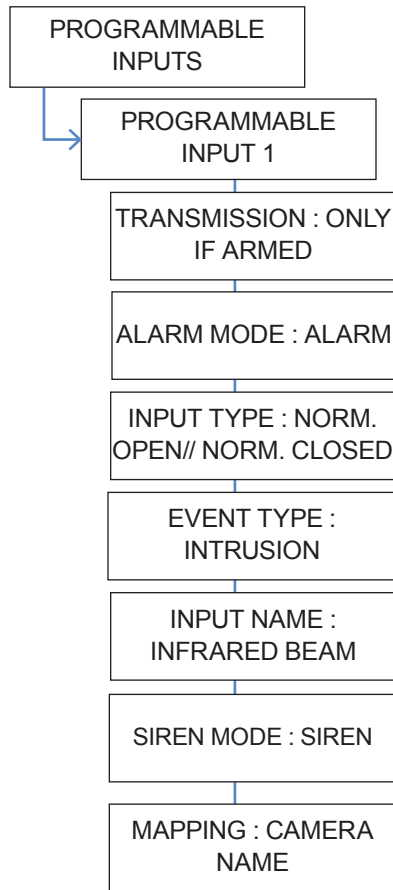 PROGRAMMABLE
INPUTS
PROGRAMMABLE
INPUT 1
TRANSMISSION : ONLY
IF ARMED
ALARM MODE : ALARM
INPUT TYPE : NORM.
OPEN// NORM. CLOSED
EVENT TYPE :
INTRUSION
INPUT NAME :
INFRARED BEAM
SIREN MODE : SIREN
MAPPING : CAMERA
NAME